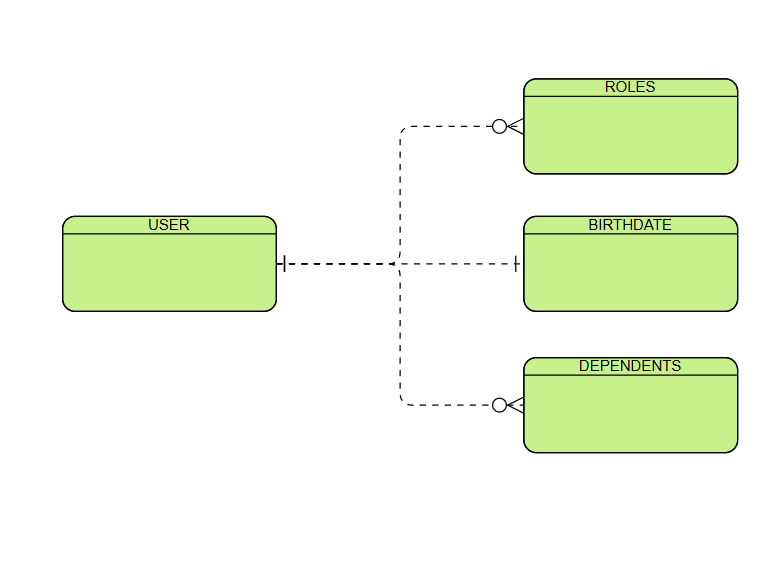 ROLES
USER
BIRTHDATE
DEPENDENTS